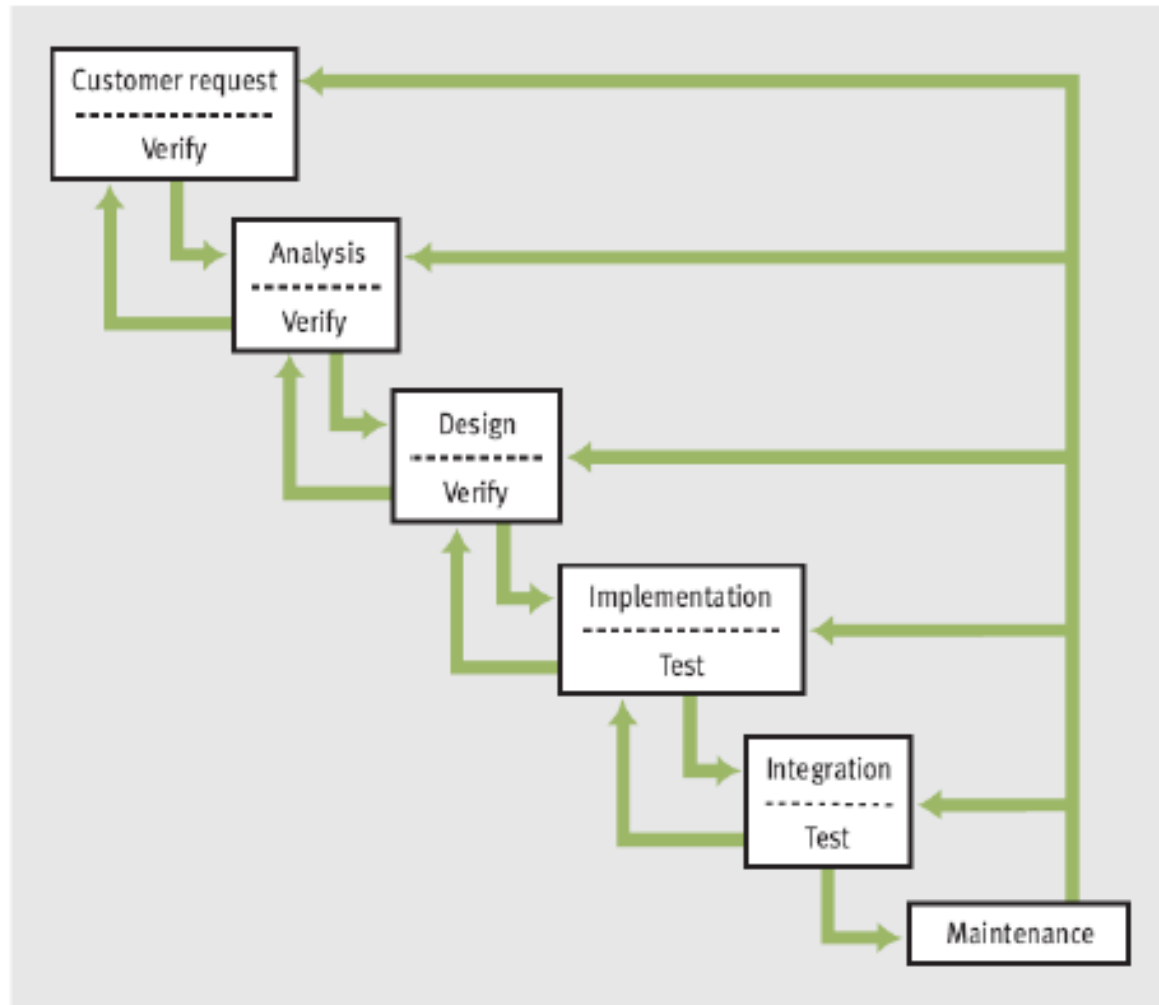 Customer request
Verify
Analysis
Verify
Design
Verify
Implementation
Test
Integration
Test
Maintenance